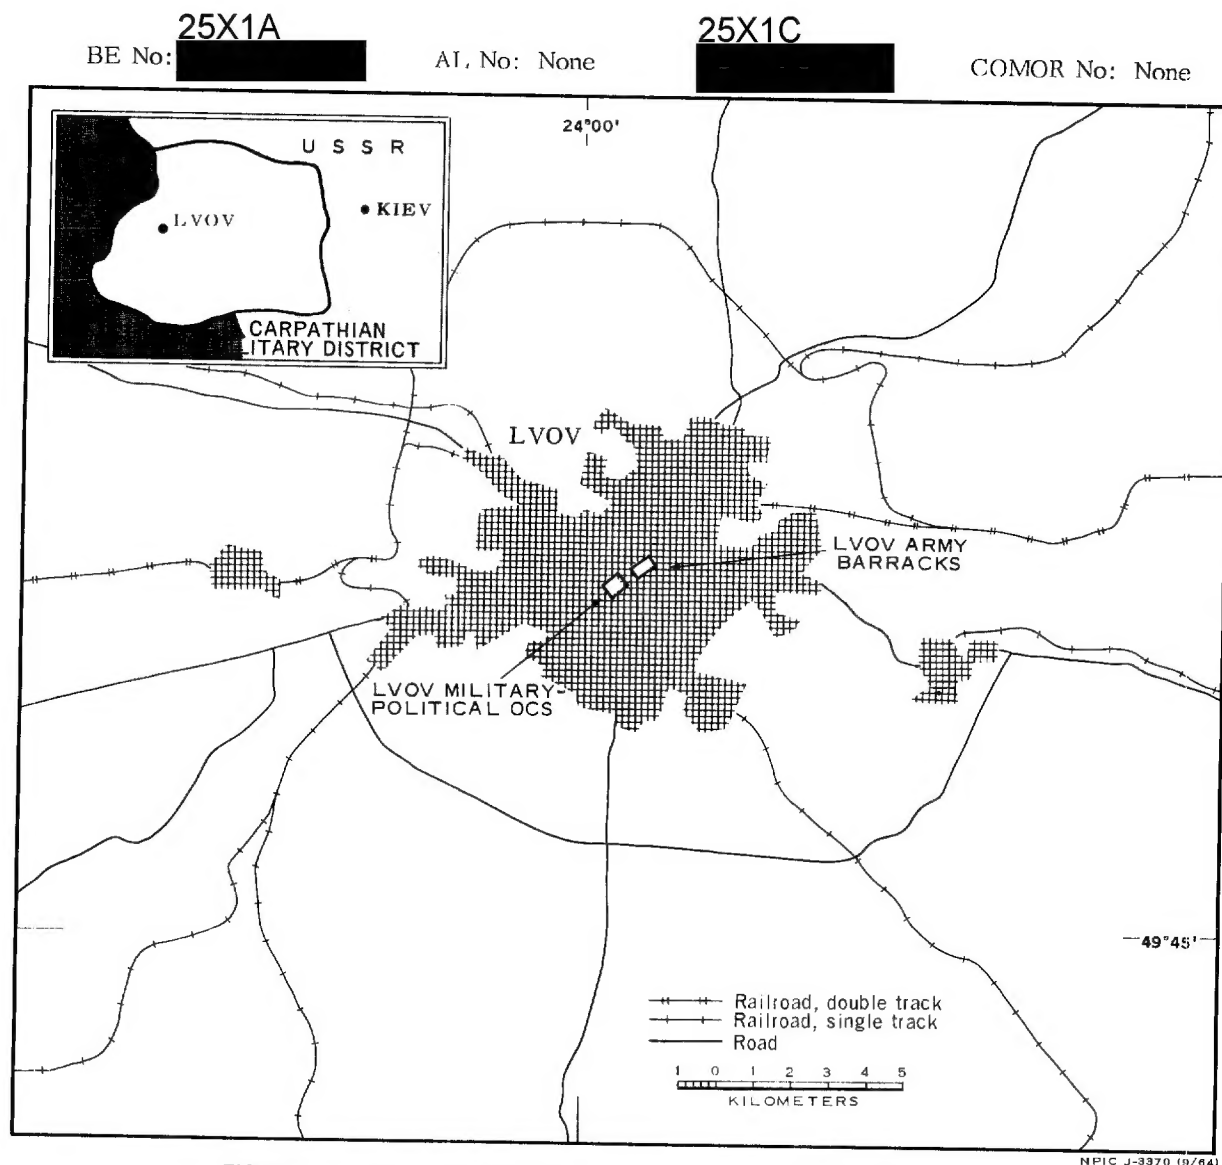 25X1A
25X1C
BE No:
AL No: None
COMOR No: None
24°00'
U S S R
LVOV
KIEV
CARPATHIAN
LITARY DISTRICT
LVOV
LVOV ARMY
BARRACKS
LVOV MILITARY-
POLITICAL OCS
49°45'
Railroad, double track
Railroad, single track
Road
1 0 1 2 3 4 5
KILOMETERS
NPIC J-3370 (9/64)